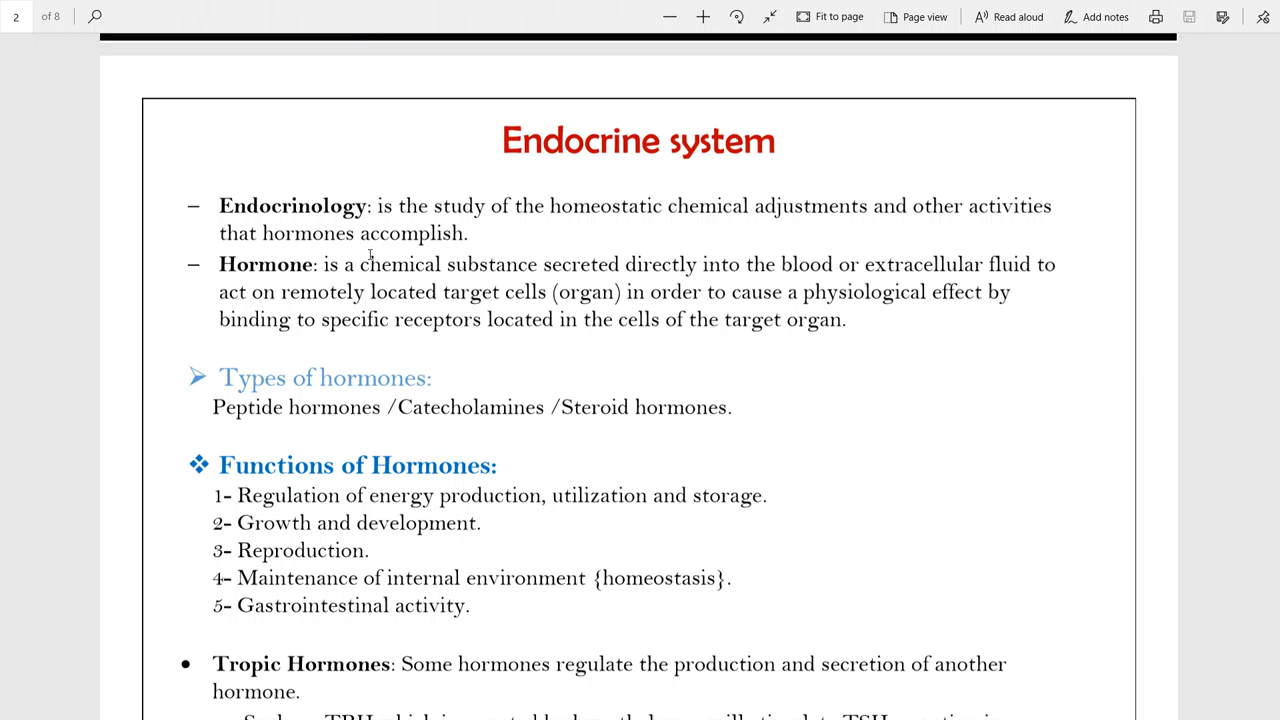 2 of 8 Fit to page Page view Read aloud Add notes
Endocrine system
– Endocrinology: is the study of the homeostatic chemical adjustments and other activities
that hormones accomplish.
– Hormone: is a chemical substance secreted directly into the blood or extracellular fluid to
act on remotely located target cells (organ) in order to cause a physiological effect by
binding to specific receptors located in the cells of the target organ.
➢ Types of hormones:
Peptide hormones /Catecholamines /Steroid hormones.
❖ Functions of Hormones:
1- Regulation of energy production, utilization and storage.
2- Growth and development.
3- Reproduction.
4- Maintenance of internal environment {homeostasis}.
5- Gastrointestinal activity.
• Tropic Hormones: Some hormones regulate the production and secretion of another
hormone.